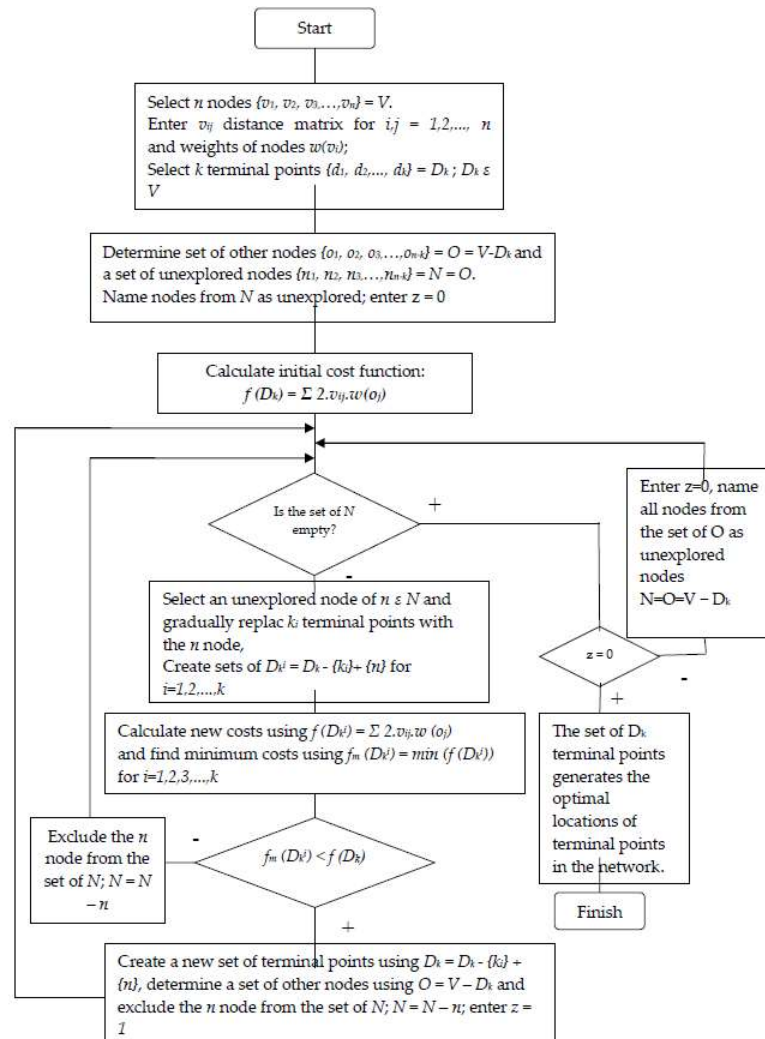 Start
Select n nodes {v₁, v₂, v₃,…,vₙ} = V.
Enter vᵢⱼ distance matrix for i,j = 1,2,..., n
and weights of nodes w(vᵢ);
Select k terminal points {d₁, d₂,..., dₖ} = Dₖ ; Dₖ ε
V
Determine set of other nodes {o₁, o₂, o₃,…,oₙ₋ₖ} = O = V-Dₖ and
a set of unexplored nodes {n₁, n₂, n₃,…,nₙ₋ₖ} = N = O.
Name nodes from N as unexplored; enter z = 0
Calculate initial cost function:
f (Dₖ) = Σ 2.vᵢⱼ.w(oⱼ)
Is the set of N
empty?
+
-
Enter z=0, name
all nodes from
the set of O as
unexplored
nodes
N=O=V – Dₖ
Select an unexplored node of n ε N and
gradually replac kᵢ terminal points with
the n node,
Create sets of Dₖⁱ = Dₖ - {kᵢ}+ {n} for
i=1,2,…,k
z = 0
-
+
Calculate new costs using f (Dₖⁱ) = Σ 2.vᵢⱼ.w (oⱼ)
and find minimum costs using fₘ (Dₖⁱ) = min (f (Dₖⁱ))
for i=1,2,3,…,k
The set of Dₖ
terminal points
generates the
optimal
locations of
terminal points
in the network.
Exclude the n
node from the
set of N; N = N
– n
-
fₘ (Dₖⁱ) < f (Dₖ)
+
Finish
Create a new set of terminal points using Dₖ = Dₖ - {kᵢ} +
{n}, determine a set of other nodes using O = V – Dₖ and
exclude the n node from the set of N; N = N – n; enter z =
1